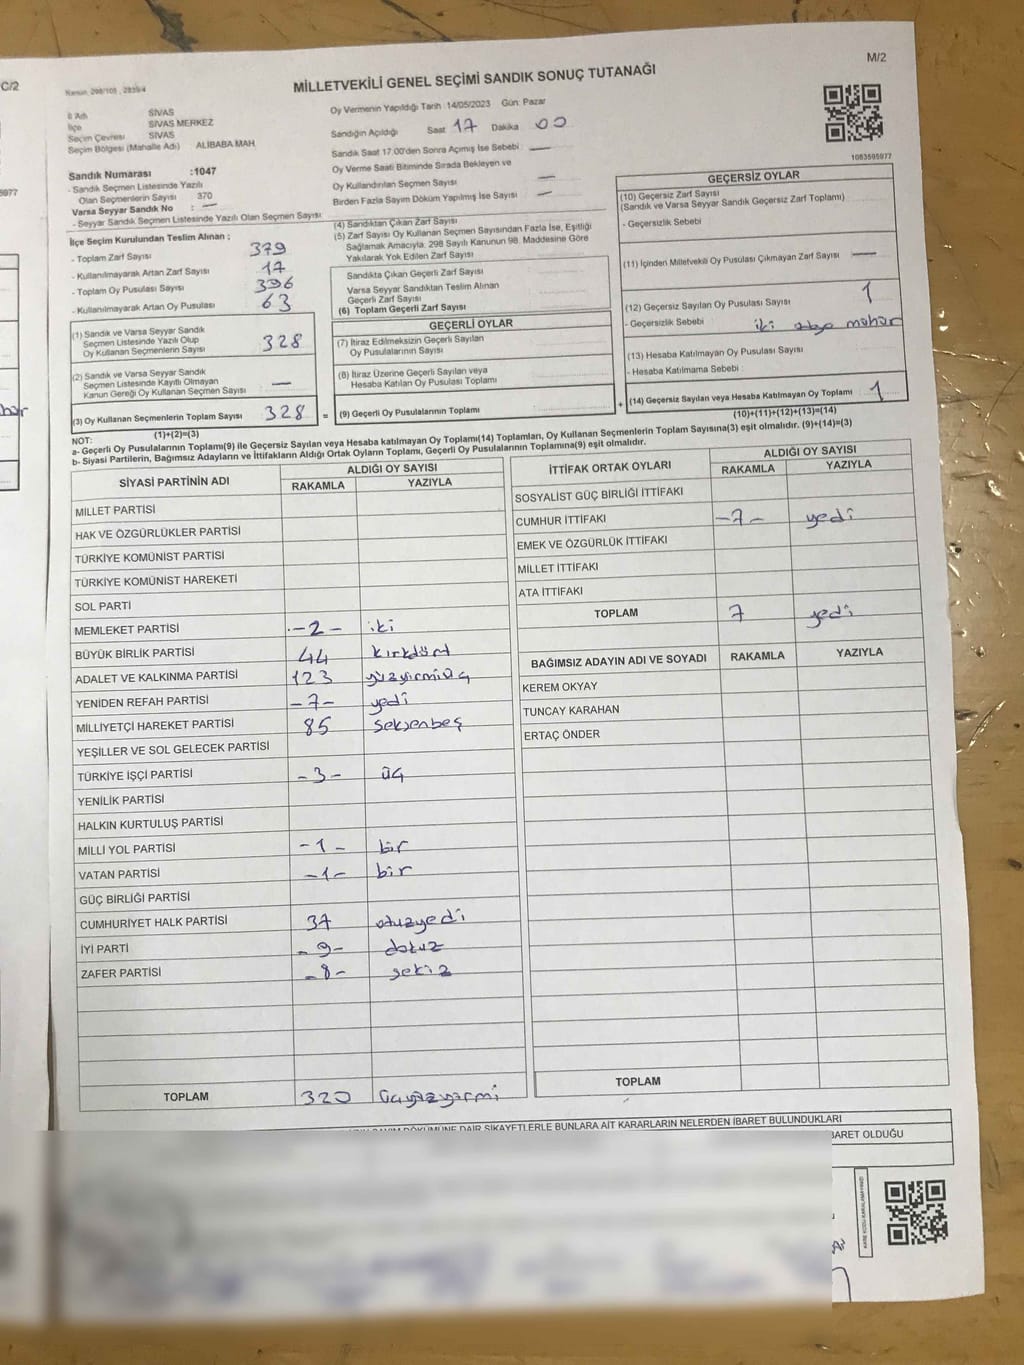 C/2
M/2
MİLLETVEKİLİ GENEL SEÇİMİ SANDIK SONUÇ TUTANAĞI
İl Adı SİVAS
İlçe SİVAS MERKEZ
Seçim Çevresi SİVAS
Seçim Bölgesi (Mahalle Adı) ALİBABA MAH.
Sandık Numarası :1047
- Sandık Seçmen Listesinde Yazılı
Olan Seçmenlerin Sayısı 370
Varsa Seyyar Sandık No : —
- Seyyar Sandık Seçmen Listesinde Yazılı Olan Seçmen Sayısı
Oy Vermenin Yapıldığı Tarih :14/05/2023 Gün: Pazar
Sandığın Açıldığı Saat 17 Dakika 00
Sandık Saat 17.00'den Sonra Açımış İse Sebebi : —
Oy Verme Saati Bitiminde Sırada Bekleyen ve
Oy Kullandırılan Seçmen Sayısı —
Birden Fazla Sayım Döküm Yapılmış İse Sayısı —
1083595977
İlçe Seçim Kurulundan Teslim Alınan ;
- Toplam Zarf Sayısı 379
- Kullanılmayarak Artan Zarf Sayısı 17
- Toplam Oy Pusulası Sayısı 396
- Kullanılmayarak Artan Oy Pusulası 63
(1) Sandık ve Varsa Seyyar Sandık
Seçmen Listesinde Yazılı Olup
Oy Kullanan Seçmenlerin Sayısı 328
(2) Sandık ve Varsa Seyyar Sandık
Seçmen Listesinde Kayıtlı Olmayan
Kanun Gereği Oy Kullanan Seçmen Sayısı —
(3) Oy Kullanan Seçmenlerin Toplam Sayısı 328 =
(1)+(2)=(3)
(4) Sandıktan Çıkan Zarf Sayısı
(5) Zarf Sayısı Oy Kullanan Seçmen Sayısından Fazla İse, Eşitliği
Sağlamak Amacıyla, 298 Sayılı Kanunun 98. Maddesine Göre
Yakılarak Yok Edilen Zarf Sayısı
Sandıkta Çıkan Geçerli Zarf Sayısı
Varsa Seyyar Sandıktan Teslim Alınan
Geçerli Zarf Sayısı
(6) Toplam Geçerli Zarf Sayısı
GEÇERLİ OYLAR
(7) İtiraz Edilmeksizin Geçerli Sayılan
Oy Pusulalarının Sayısı
(8) İtiraz Üzerine Geçerli Sayılan veya
Hesaba Katılan Oy Pusulası Toplamı
(9) Geçerli Oy Pusulalarının Toplamı +
GEÇERSİZ OYLAR
(10) Geçersiz Zarf Sayısı
(Sandık ve Varsa Seyyar Sandık Geçersiz Zarf Toplamı)
- Geçersizlik Sebebi
(11) İçinden Milletvekili Oy Pusulası Çıkmayan Zarf Sayısı —
(12) Geçersiz Sayılan Oy Pusulası Sayısı 1
- Geçersizlik Sebebi iki mühür
(13) Hesaba Katılmayan Oy Pusulası Sayısı
- Hesaba Katılmama Sebebi :
(14) Geçersiz Sayılan veya Hesaba Katılmayan Oy Toplamı 1
(10)+(11)+(12)+(13)=(14)
NOT:
a- Geçerli Oy Pusulalarının Toplamı(9) ile Geçersiz Sayılan veya Hesaba katılmayan Oy Toplamı(14) Toplamları, Oy Kullanan Seçmenlerin Toplam Sayısına(3) eşit olmalıdır. (9)+(14)=(3)
b- Siyasi Partilerin, Bağımsız Adayların ve İttifakların Aldığı Ortak Oyların Toplamı, Geçerli Oy Pusulalarının Toplamına(9) eşit olmalıdır.
SİYASİ PARTİNİN ADI ALDIĞI OY SAYISI
RAKAMLA YAZIYLA
MİLLET PARTİSİ
HAK VE ÖZGÜRLÜKLER PARTİSİ
TÜRKİYE KOMÜNİST PARTİSİ
TÜRKİYE KOMÜNİST HAREKETİ
SOL PARTİ
MEMLEKET PARTİSİ -2- iki
BÜYÜK BİRLİK PARTİSİ 44 kırkdört
ADALET VE KALKINMA PARTİSİ 123 yüzyirmiüç
YENİDEN REFAH PARTİSİ -7- yedi
MİLLİYETÇİ HAREKET PARTİSİ 85 seksenbeş
YEŞİLLER VE SOL GELECEK PARTİSİ
TÜRKİYE İŞÇİ PARTİSİ -3- üç
YENİLİK PARTİSİ
HALKIN KURTULUŞ PARTİSİ
MİLLİ YOL PARTİSİ -1- bir
VATAN PARTİSİ -1- bir
GÜÇ BİRLİĞİ PARTİSİ
CUMHURİYET HALK PARTİSİ 37 otuzyedi
İYİ PARTİ -9- dokuz
ZAFER PARTİSİ -8- sekiz
TOPLAM 320 üçyüzyirmi
İTTİFAK ORTAK OYLARI ALDIĞI OY SAYISI
RAKAMLA YAZIYLA
SOSYALİST GÜÇ BİRLİĞİ İTTİFAKI
CUMHUR İTTİFAKI -7- yedi
EMEK VE ÖZGÜRLÜK İTTİFAKI
MİLLET İTTİFAKI
ATA İTTİFAKI
TOPLAM 7 yedi
BAĞIMSIZ ADAYIN ADI VE SOYADI RAKAMLA YAZIYLA
KEREM OKYAY
TUNCAY KARAHAN
ERTAÇ ÖNDER
TOPLAM
DÖKÜMÜNE DAİR ŞİKAYETLERLE BUNLARA AİT KARARLARIN NELERDEN İBARET BULUNDUKLARI
BARET OLDUĞU